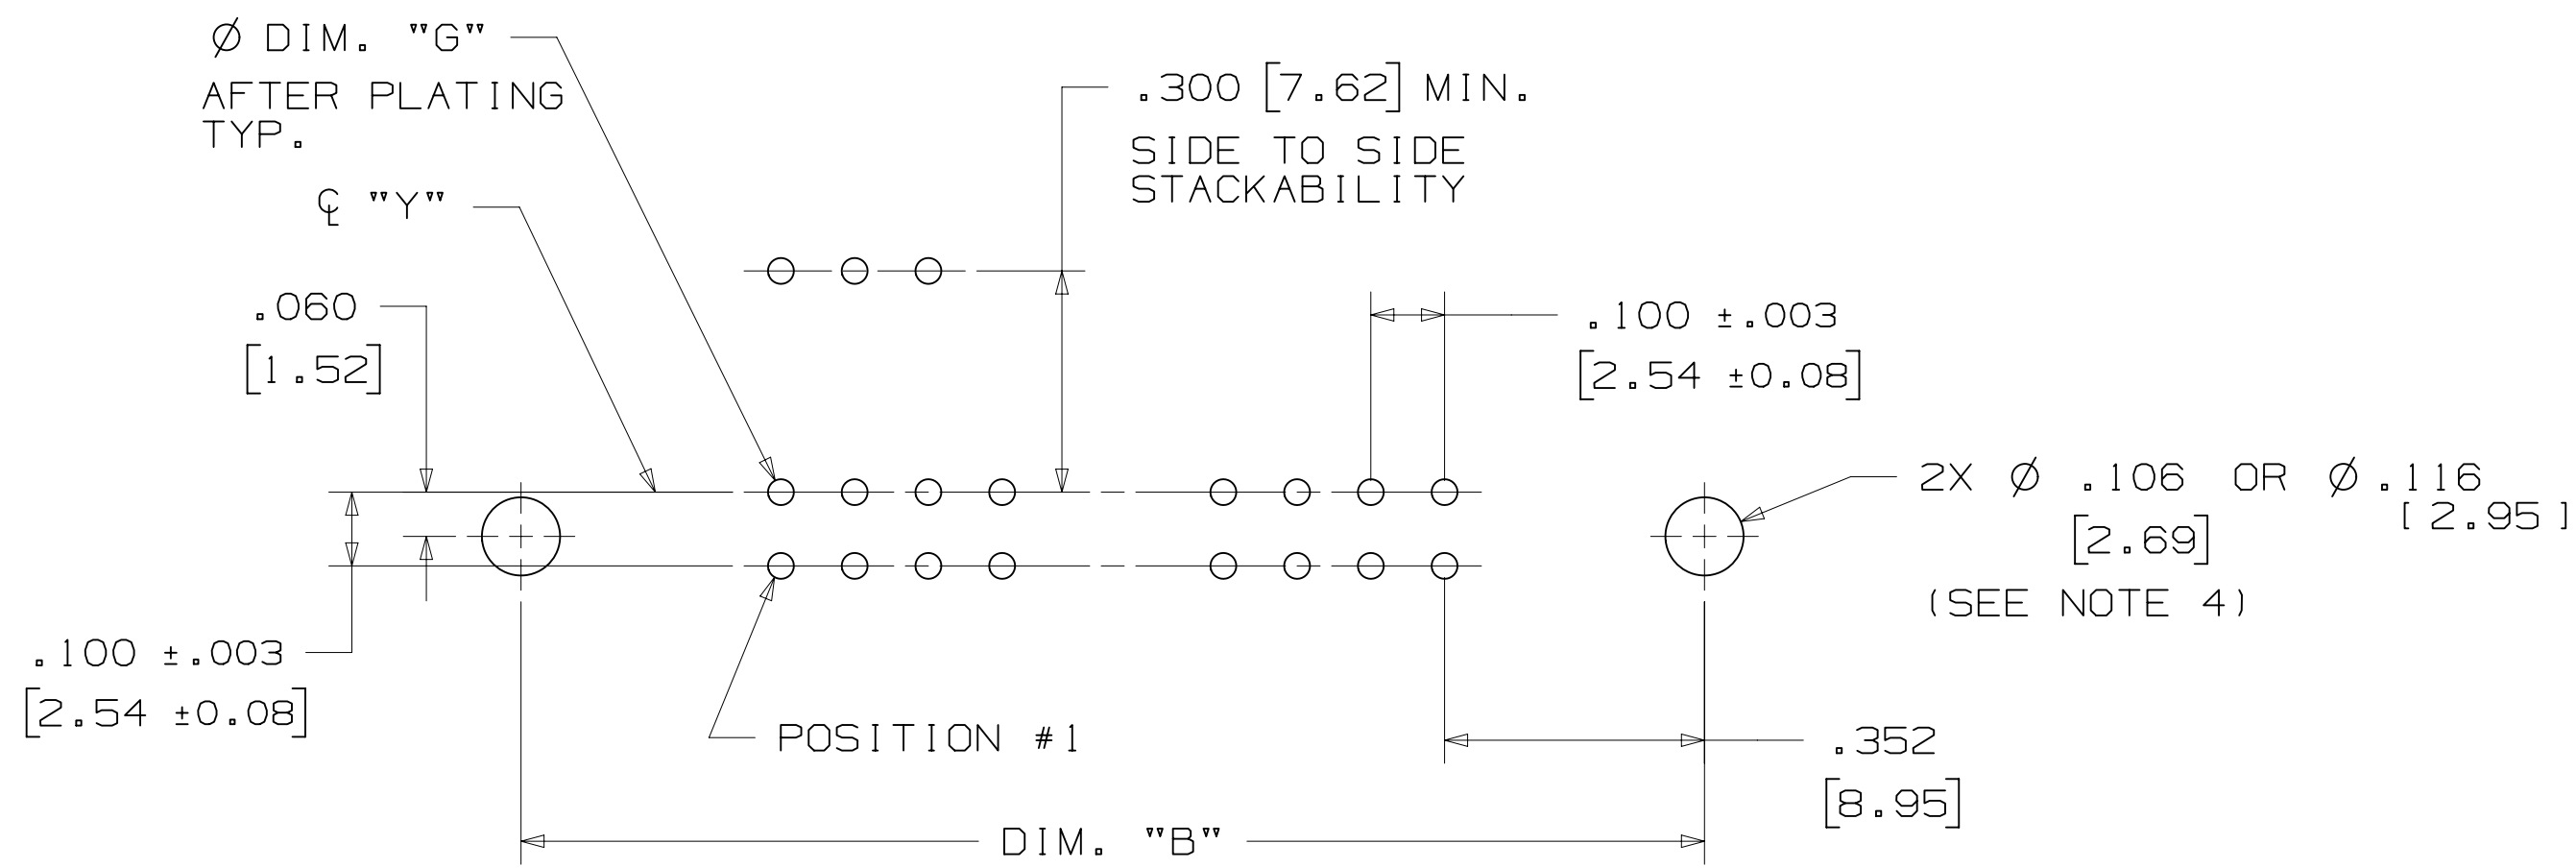 Ø DIM. "G"
AFTER PLATING
TYP.
℄ "Y"
.300 [7.62] MIN.
SIDE TO SIDE
STACKABILITY
.060
[1.52]
.100 ±.003
[2.54 ±0.08]
2X Ø .106 OR Ø .116
[2.95]
[2.69]
(SEE NOTE 4)
.100 ±.003
[2.54 ±0.08]
POSITION #1
.352
[8.95]
DIM. "B"